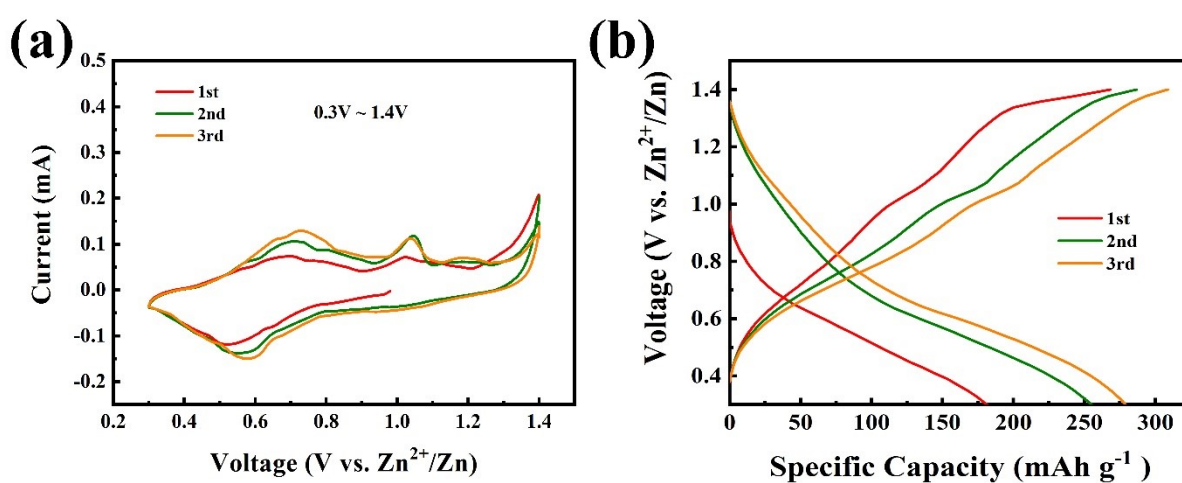 (a)
0.5
0.4
0.3
0.2
0.1
0.0
-0.1
-0.2
Current (mA)
1st
2nd
3rd
0.3V ~ 1.4V
0.2 0.4 0.6 0.8 1.0 1.2 1.4
Voltage (V vs. Zn²⁺/Zn)
(b)
1.4
1.2
1.0
0.8
0.6
0.4
Voltage (V vs. Zn²⁺/Zn)
1st
2nd
3rd
0 50 100 150 200 250 300
Specific Capacity (mAh g⁻¹ )